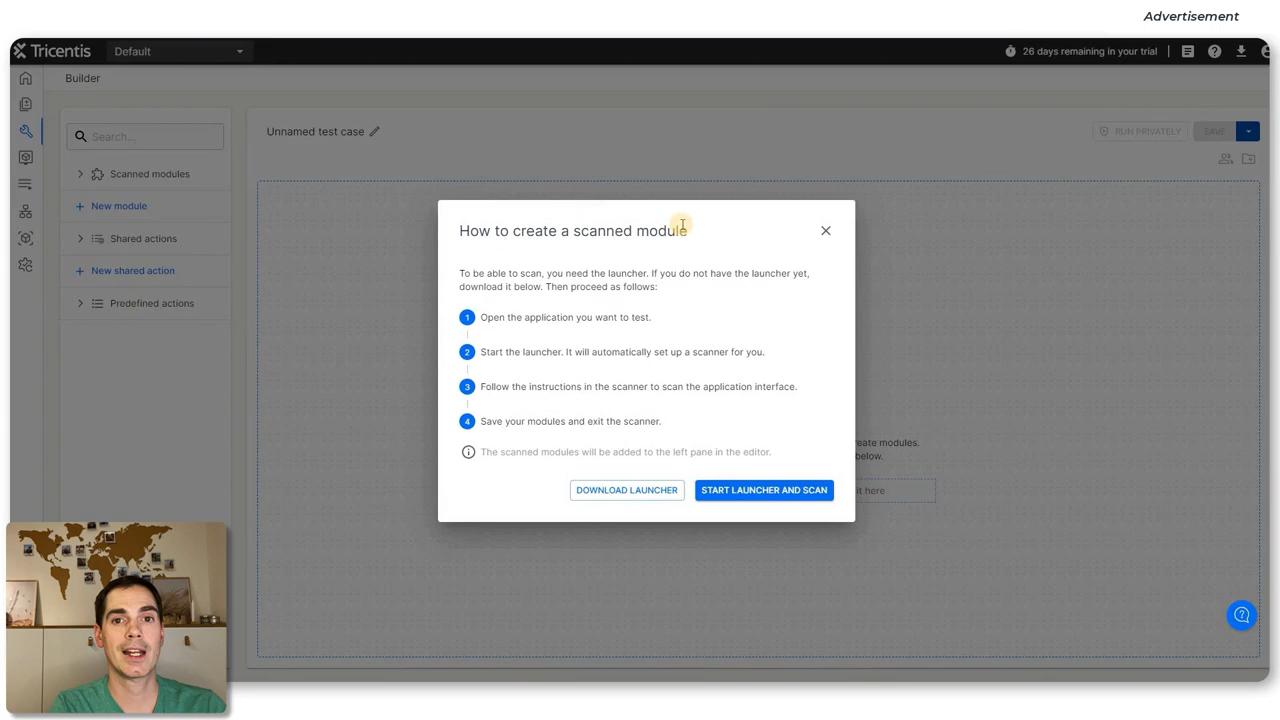 Advertisement
Tricentis
Default
26 days remaining in your trial
Builder
Search...
Unnamed test case
RUN PRIVATELY
SAVE
Scanned modules
New module
Shared actions
New shared action
Predefined actions
How to create a scanned module
To be able to scan, you need the launcher. If you do not have the launcher yet,
download it below. Then proceed as follows:
1 Open the application you want to test.
2 Start the launcher. It will automatically set up a scanner for you.
3 Follow the instructions in the scanner to scan the application interface.
4 Save your modules and exit the scanner.
The scanned modules will be added to the left pane in the editor.
DOWNLOAD LAUNCHER
START LAUNCHER AND SCAN
create modules.
below.
it here